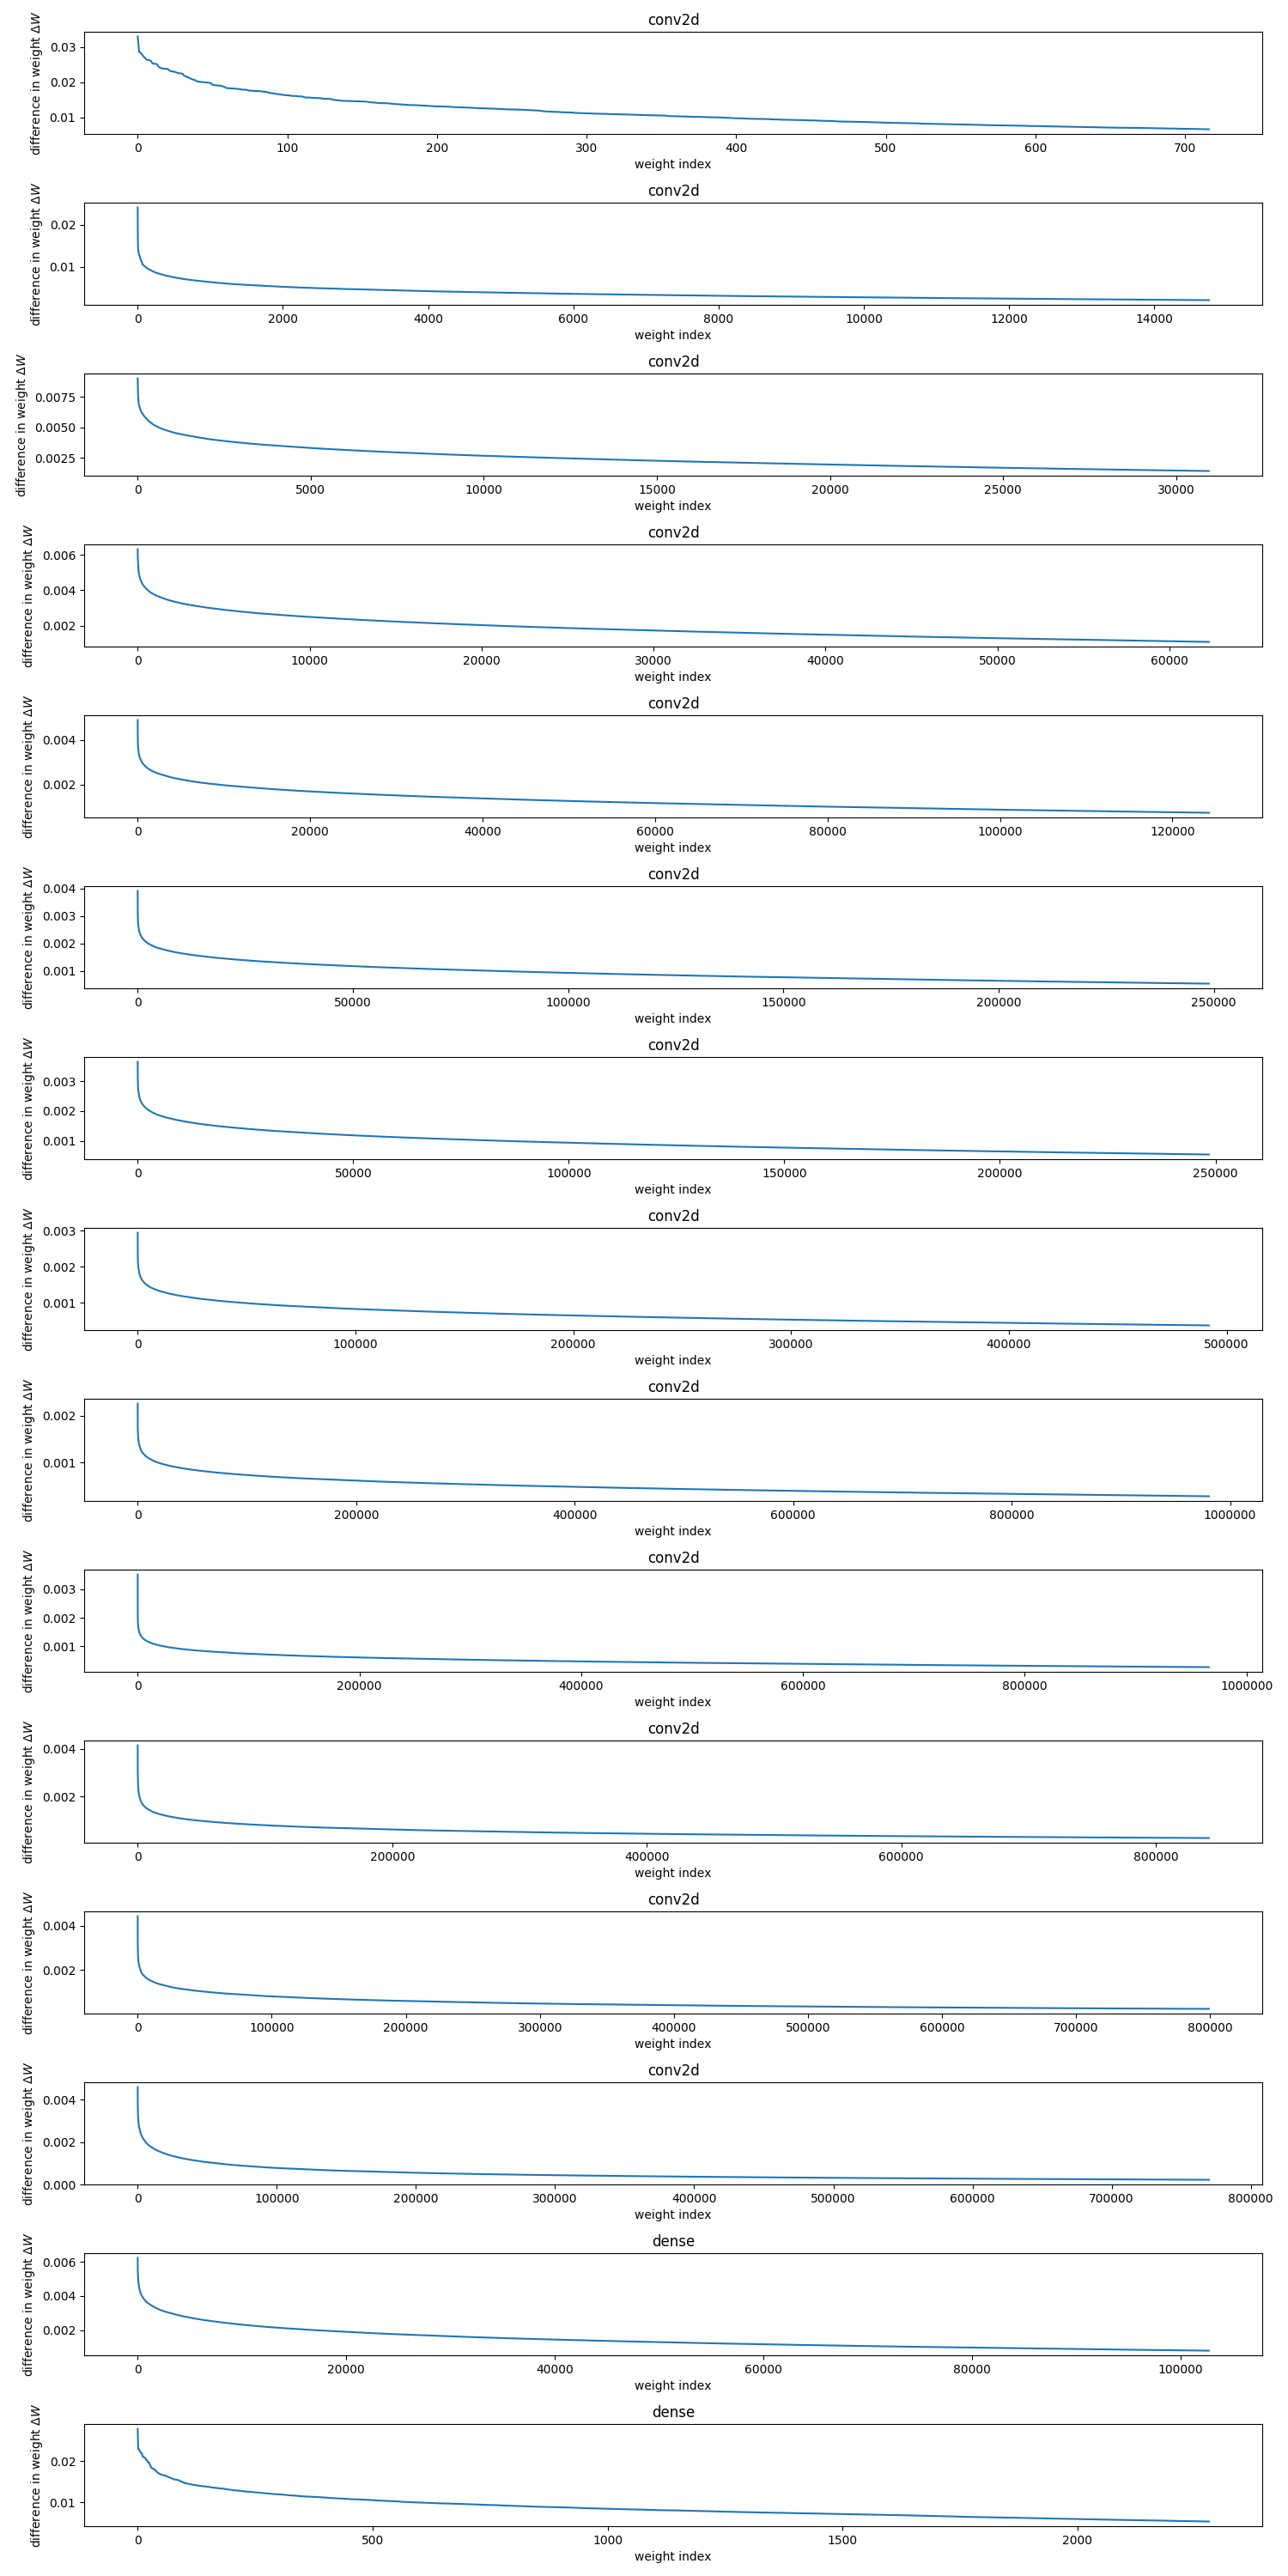 conv2d
difference in weight ΔW
0.03
0.02
0.01
0 100 200 300 400 500 600 700
weight index
conv2d
difference in weight ΔW
0.02
0.01
0 2000 4000 6000 8000 10000 12000 14000
weight index
conv2d
difference in weight ΔW
0.0075
0.0050
0.0025
0 5000 10000 15000 20000 25000 30000
weight index
conv2d
difference in weight ΔW
0.006
0.004
0.002
0 10000 20000 30000 40000 50000 60000
weight index
conv2d
difference in weight ΔW
0.004
0.002
0 20000 40000 60000 80000 100000 120000
weight index
conv2d
difference in weight ΔW
0.004
0.003
0.002
0.001
0 50000 100000 150000 200000 250000
weight index
conv2d
difference in weight ΔW
0.003
0.002
0.001
0 50000 100000 150000 200000 250000
weight index
conv2d
difference in weight ΔW
0.003
0.002
0.001
0 100000 200000 300000 400000 500000
weight index
conv2d
difference in weight ΔW
0.002
0.001
0 200000 400000 600000 800000 1000000
weight index
conv2d
difference in weight ΔW
0.003
0.002
0.001
0 200000 400000 600000 800000 1000000
weight index
conv2d
difference in weight ΔW
0.004
0.002
0 200000 400000 600000 800000
weight index
conv2d
difference in weight ΔW
0.004
0.002
0 100000 200000 300000 400000 500000 600000 700000 800000
weight index
conv2d
difference in weight ΔW
0.004
0.002
0.000
0 100000 200000 300000 400000 500000 600000 700000 800000
weight index
dense
difference in weight ΔW
0.006
0.004
0.002
0 20000 40000 60000 80000 100000
weight index
dense
difference in weight ΔW
0.02
0.01
0 500 1000 1500 2000
weight index